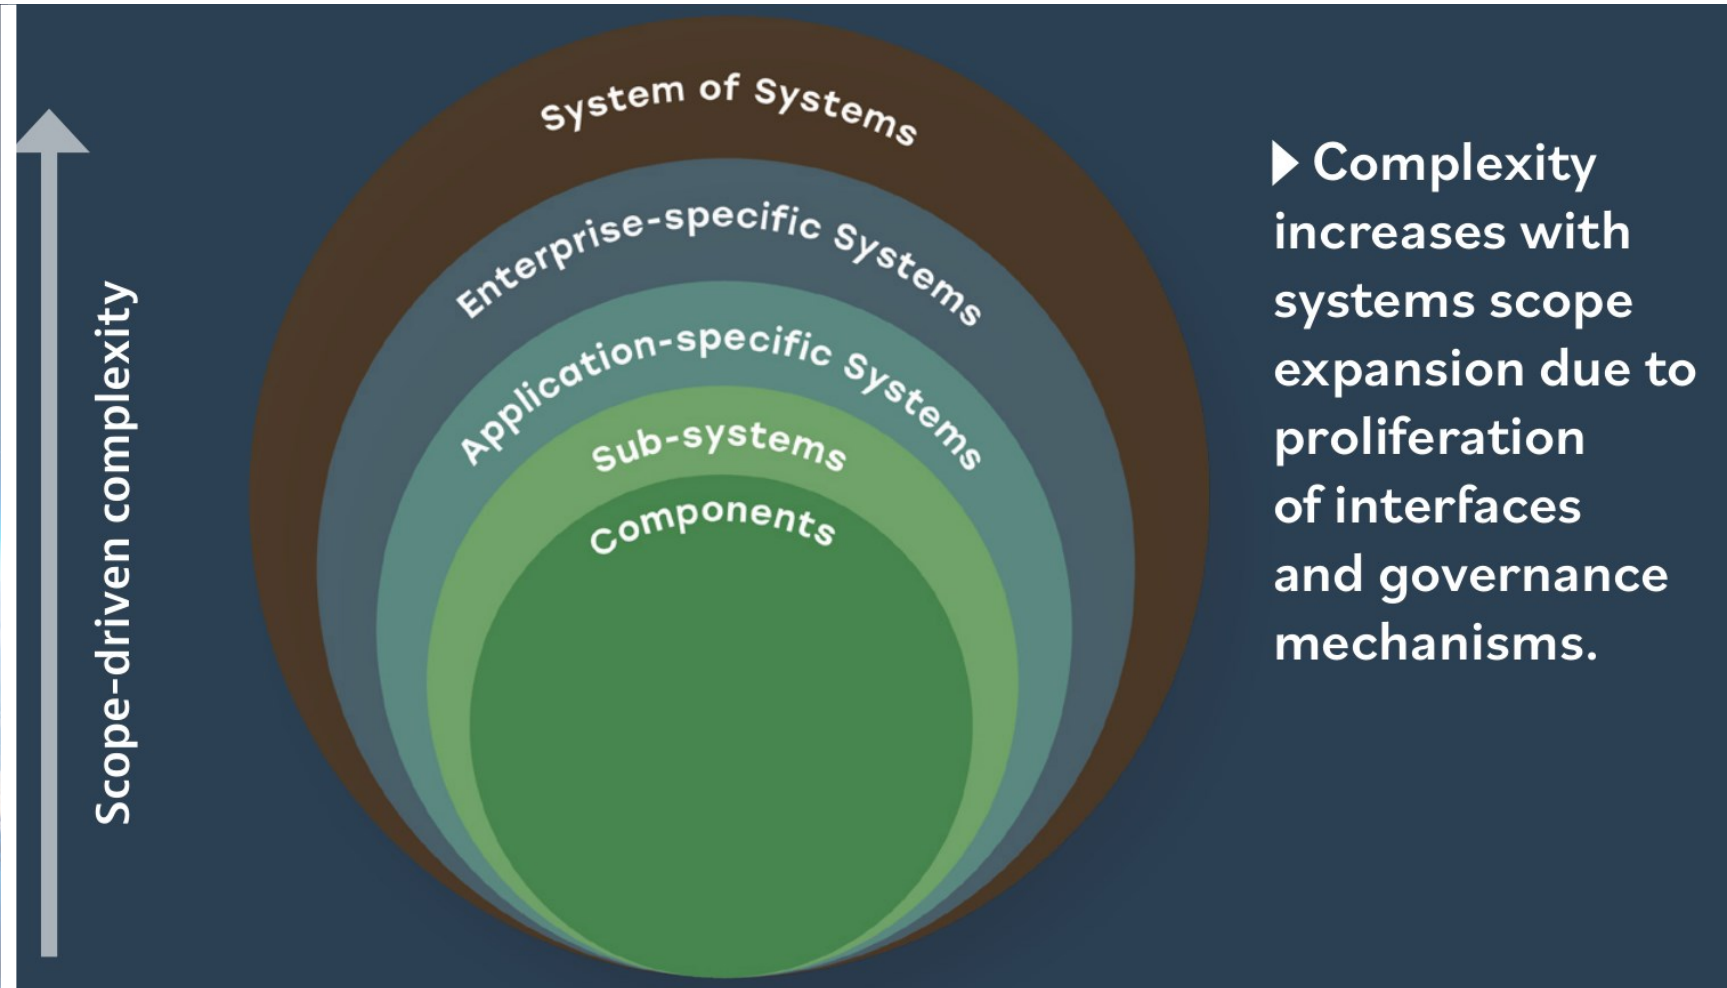 System of Systems
Enterprise-specific Systems
Application-specific Systems
Sub-systems
Components
Scope-driven complexity
Complexity
increases with
systems scope
expansion due to
proliferation
of interfaces
and governance
mechanisms.